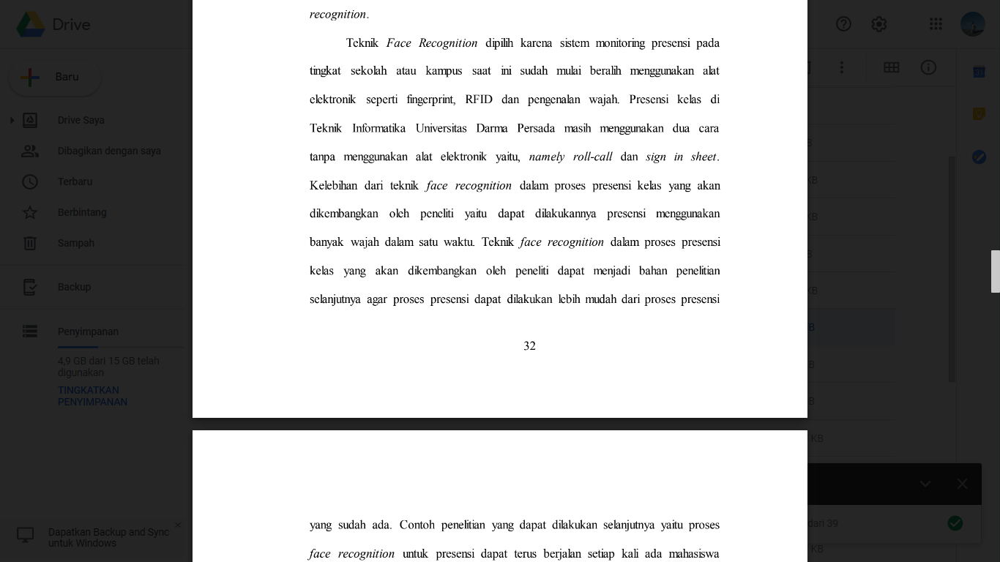 recognition.
Drive
Teknik Face Recognition dipilih karena sistem monitoring presensi pada
tingkat sekolah atau kampus saat ini sudah mulai beralih menggunakan alat
elektronik seperti fingerprint, RFID dan pengenalan wajah. Presensi kelas di
Teknik Informatika Universitas Darma Persada masih menggunakan dua cara
tanpa menggunakan alat elektronik yaitu, namely roll-call dan sign in sheet.
Kelebihan dari teknik face recognition dalam proses presensi kelas yang akan
dikembangkan oleh peneliti yaitu dapat dilakukannya presensi menggunakan
banyak wajah dalam satu waktu. Teknik face recognition dalam proses presensi
kelas yang akan dikembangkan oleh peneliti dapat menjadi bahan penelitian
selanjutnya agar proses presensi dapat dilakukan lebih mudah dari proses presensi
32
yang sudah ada. Contoh penelitian yang dapat dilakukan selanjutnya yaitu proses
face recognition untuk presensi dapat terus berjalan setiap kali ada mahasiswa
Baru
Drive Saya
Dibagikan dengan saya
Terbaru
Berbintang
Sampah
Backup
Penyimpanan
4,9 GB dari 15 GB telah
digunakan
TINGKATKAN
PENYIMPANAN
Dapatkan Backup and Sync
untuk Windows
B
KB
KB
B
KB
B
B
B
KB
dari 39
KB